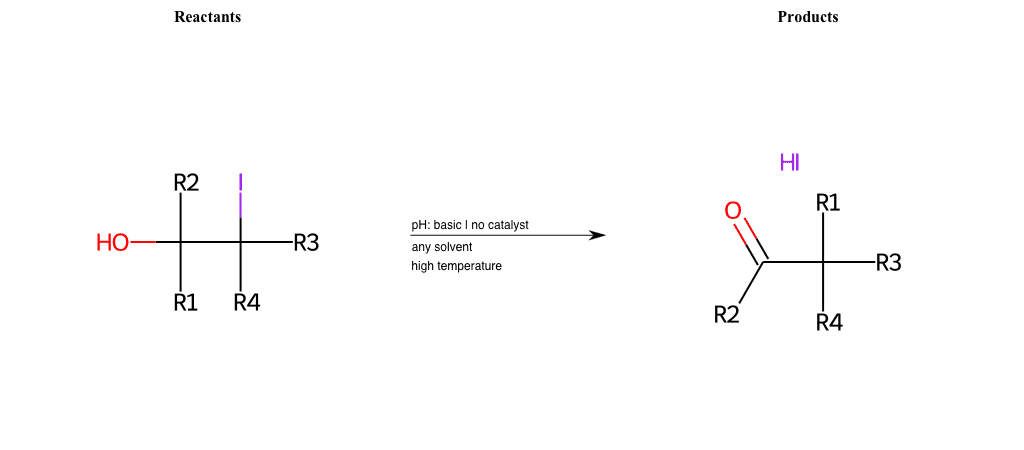 Reactants
Products
HI
R2
I
R1
O
HO
R3
pH: basic | no catalyst
any solvent
R3
high temperature
R1
R4
R2
R4